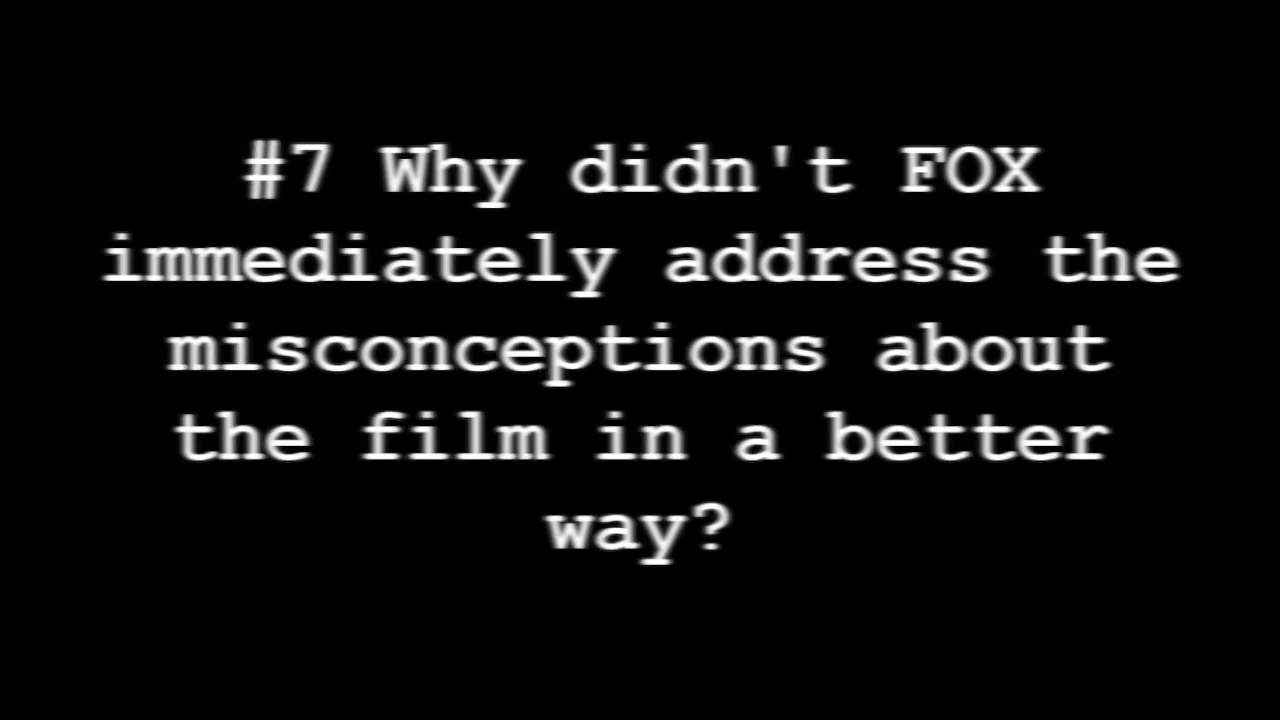 #7 Why didn't FOX
immediately address the
misconceptions about
the film in a better
way?